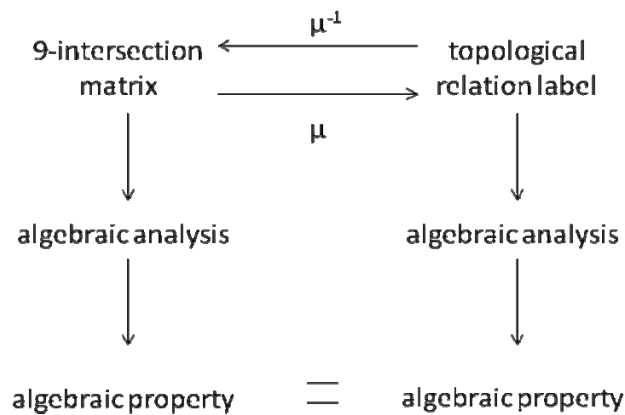 μ-1
9-intersection
matrix
topological
relation label
μ
algebraic analysis
algebraic analysis
algebraic property = algebraic property